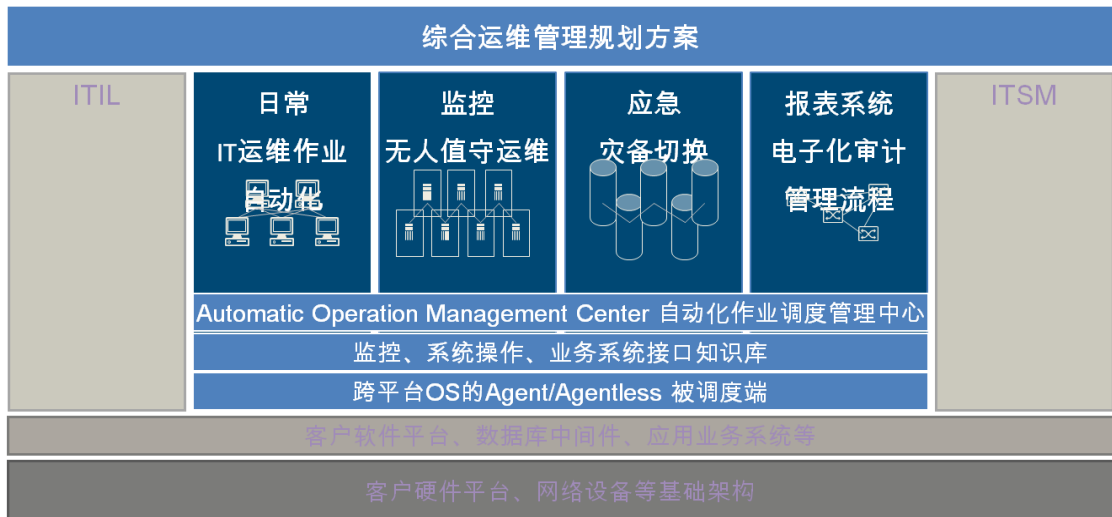 综合运维管理规划方案
ITIL
日常
IT运维作业
自动化
监控
无人值守运维
应急
灾备切换
报表系统
电子化审计
管理流程
ITSM
Automatic Operation Management Center 自动化作业调度管理中心
监控、系统操作、业务系统接口知识库
跨平台OS的Agent/Agentless 被调度端
客户软件平台、数据库中间件、应用业务系统等
客户硬件平台、网络设备等基础架构